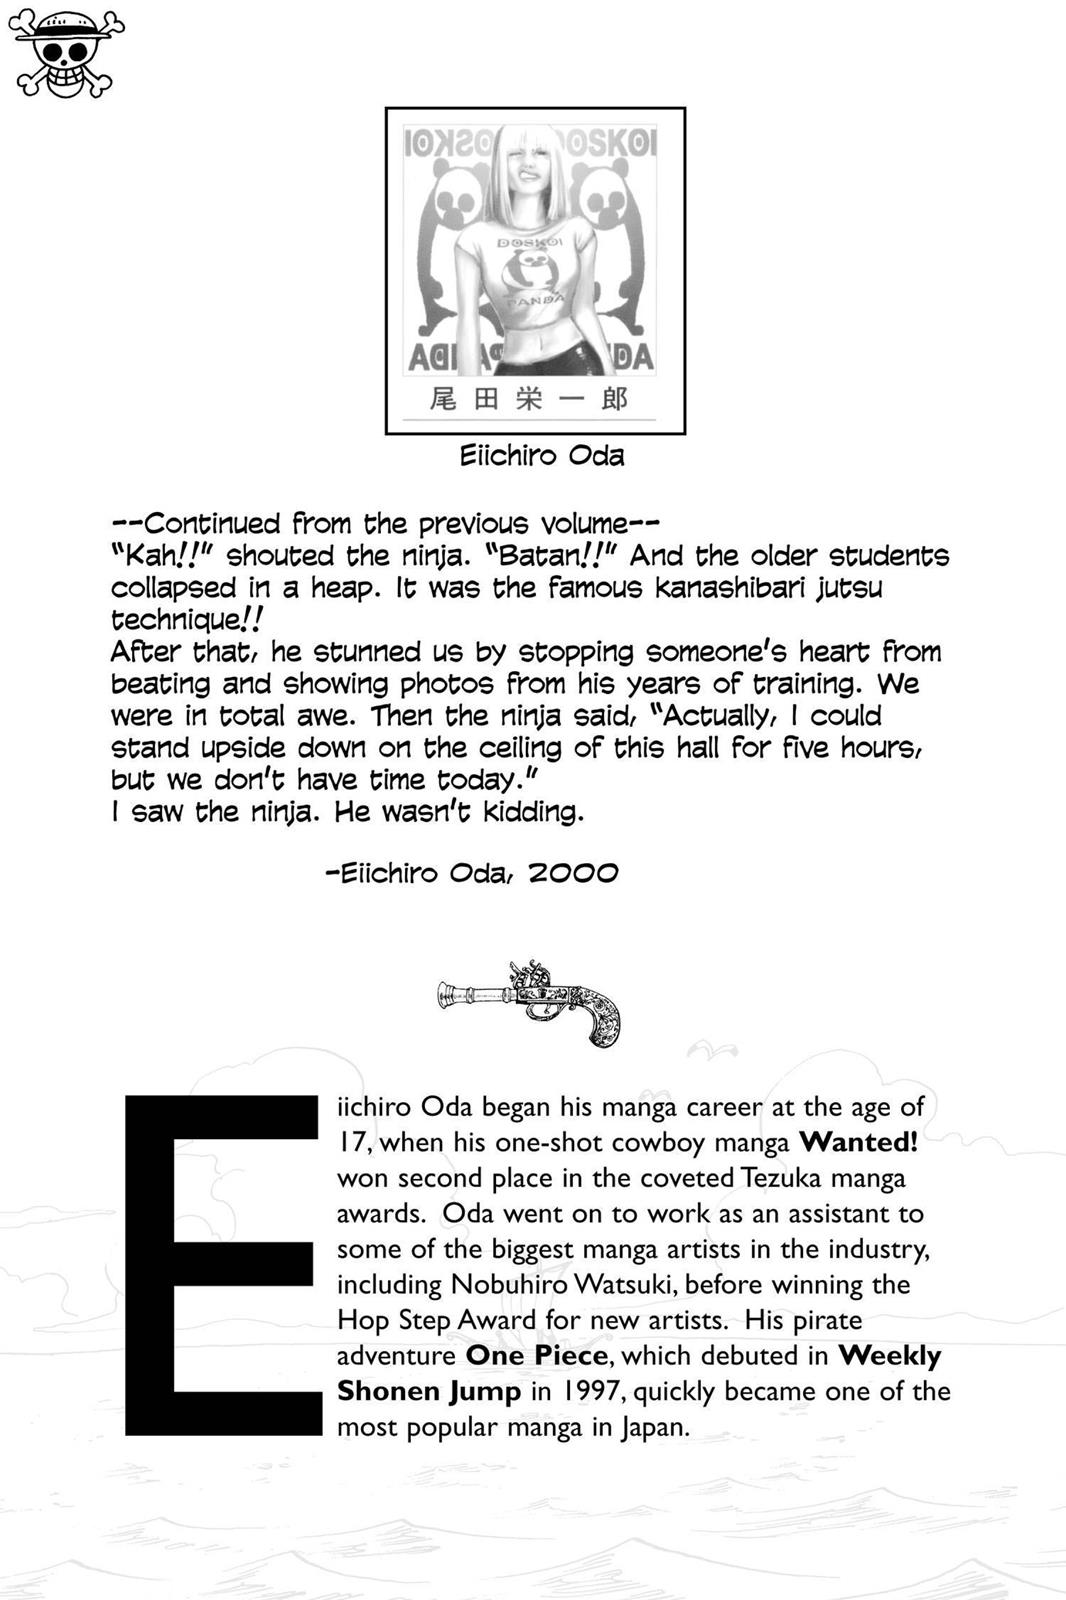 IOꓘSOꓷ DOSKOI
DOSKOI
PANDA
AꓷИAꟼ PANDA
尾田栄一郎
Eiichiro Oda
--Continued from the previous volume--
"Kah!!" shouted the ninja. "Batan!!" And the older students
collapsed in a heap. It was the famous kanashibari jutsu
technique!!
After that, he stunned us by stopping someone's heart from
beating and showing photos from his years of training. We
were in total awe. Then the ninja said, "Actually, I could
stand upside down on the ceiling of this hall for five hours,
but we don't have time today."
I saw the ninja. He wasn't kidding.
-Eiichiro Oda, 2000
Eiichiro Oda began his manga career at the age of
17, when his one-shot cowboy manga Wanted!
won second place in the coveted Tezuka manga
awards. Oda went on to work as an assistant to
some of the biggest manga artists in the industry,
including Nobuhiro Watsuki, before winning the
Hop Step Award for new artists. His pirate
adventure One Piece, which debuted in Weekly
Shonen Jump in 1997, quickly became one of the
most popular manga in Japan.